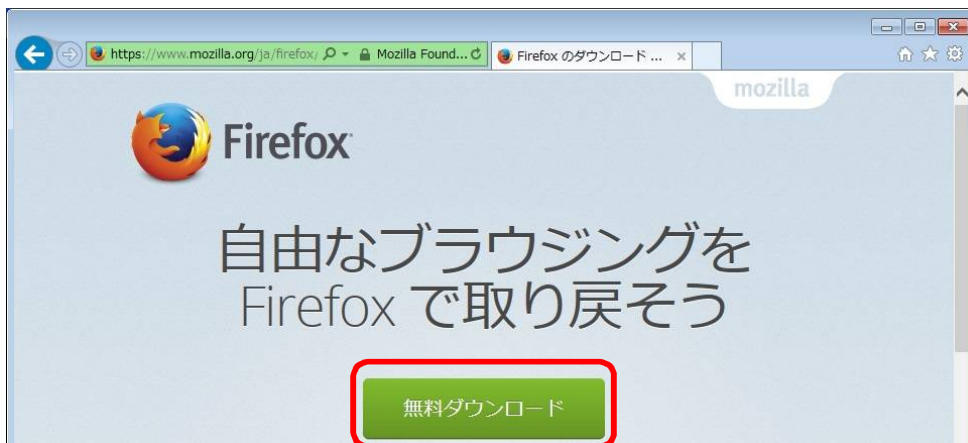 https://www.mozilla.org/ja/firefox/ Mozilla Found... Firefox のダウンロード ...
mozilla
Firefox
自由なブラウジングを
Firefox で取り戻そう
無料ダウンロード